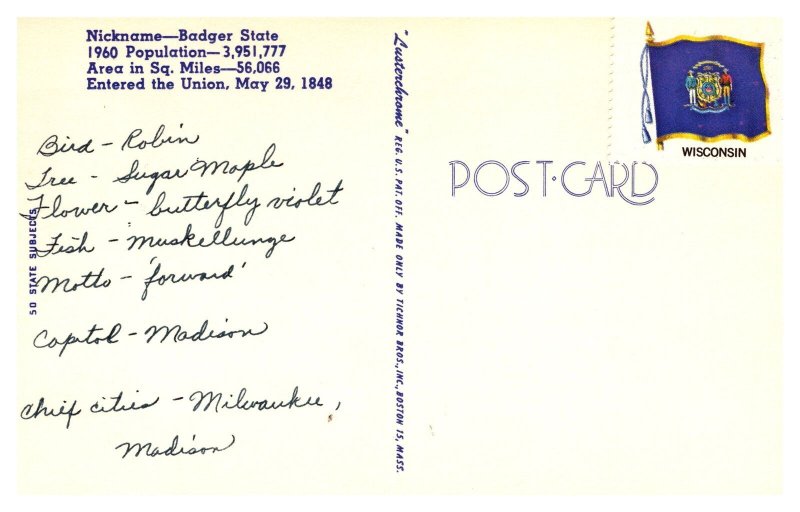 Nickname—Badger State
1960 Population—3,951,777
Area in Sq. Miles—56,066
Entered the Union, May 29, 1848
Bird - Robin
Tree - Sugar Maple
Flower - butterfly violet
Fish - Muskellunge
Motto - 'forward'
Capitol - Madison
Chief cities - Milwaukee,
Madison
50 STATE SUBJECTS
"Lusterchrome" REG. U.S. PAT. OFF. MADE ONLY BY TICHNOR BROS., INC., BOSTON 15, MASS.
POST·CARD
WISCONSIN